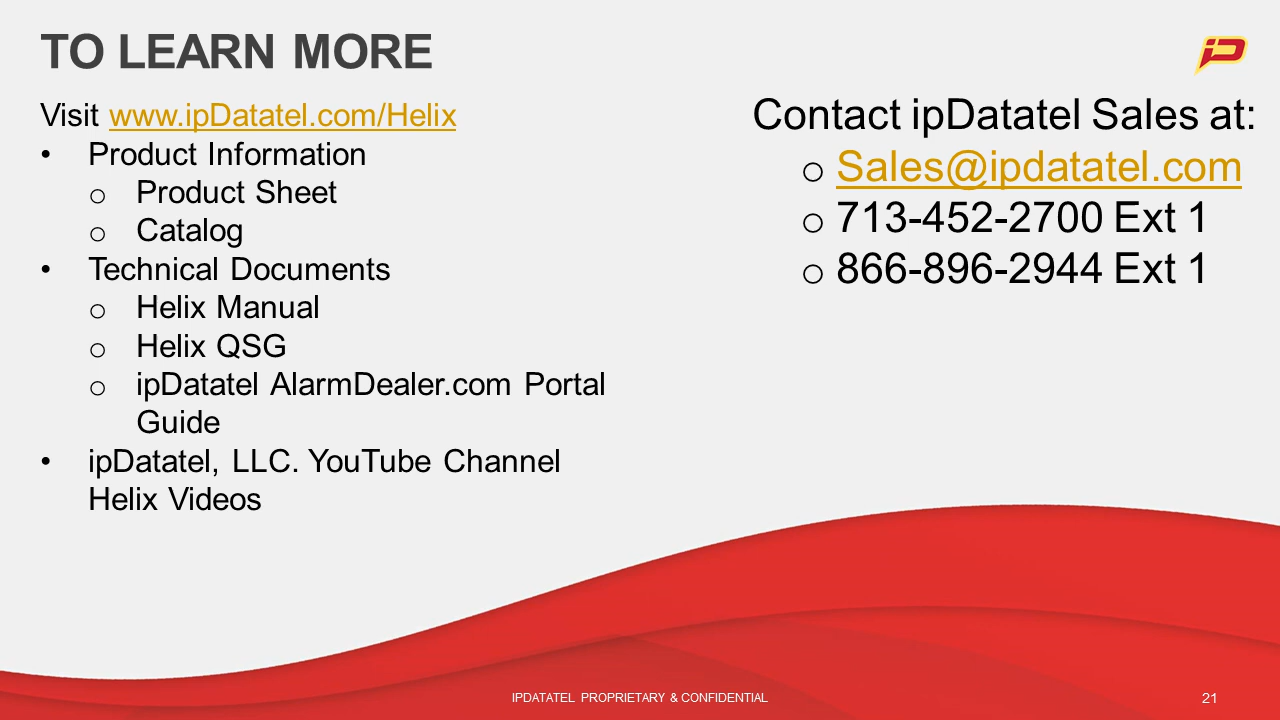 TO LEARN MORE
iD
Visit www.ipDatatel.com/Helix
• Product Information
o Product Sheet
o Catalog
• Technical Documents
o Helix Manual
o Helix QSG
o ipDatatel AlarmDealer.com Portal
Guide
• ipDatatel, LLC. YouTube Channel
Helix Videos
Contact ipDatatel Sales at:
o Sales@ipdatatel.com
o 713-452-2700 Ext 1
o 866-896-2944 Ext 1
IPDATATEL PROPRIETARY & CONFIDENTIAL
21